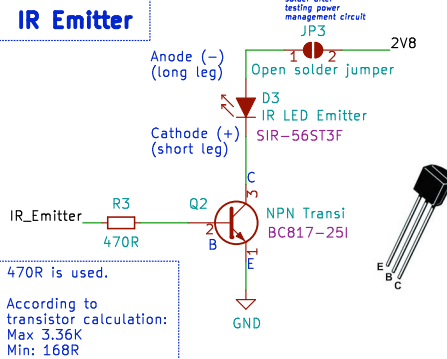 IR Emitter
testing power
management circuit
JP3
1 2
2V8
Open solder jumper
Anode (-)
(long leg)
D3
IR LED Emitter
SIR-56ST3F
Cathode (+)
(short leg)
C
3
R3
Q2
NPN Transi
BC817-25I
IR_Emitter
2
B
470R
1
E
GND
E
B
C
470R is used.
According to
transistor calculation:
Max 3.36K
Min: 168R